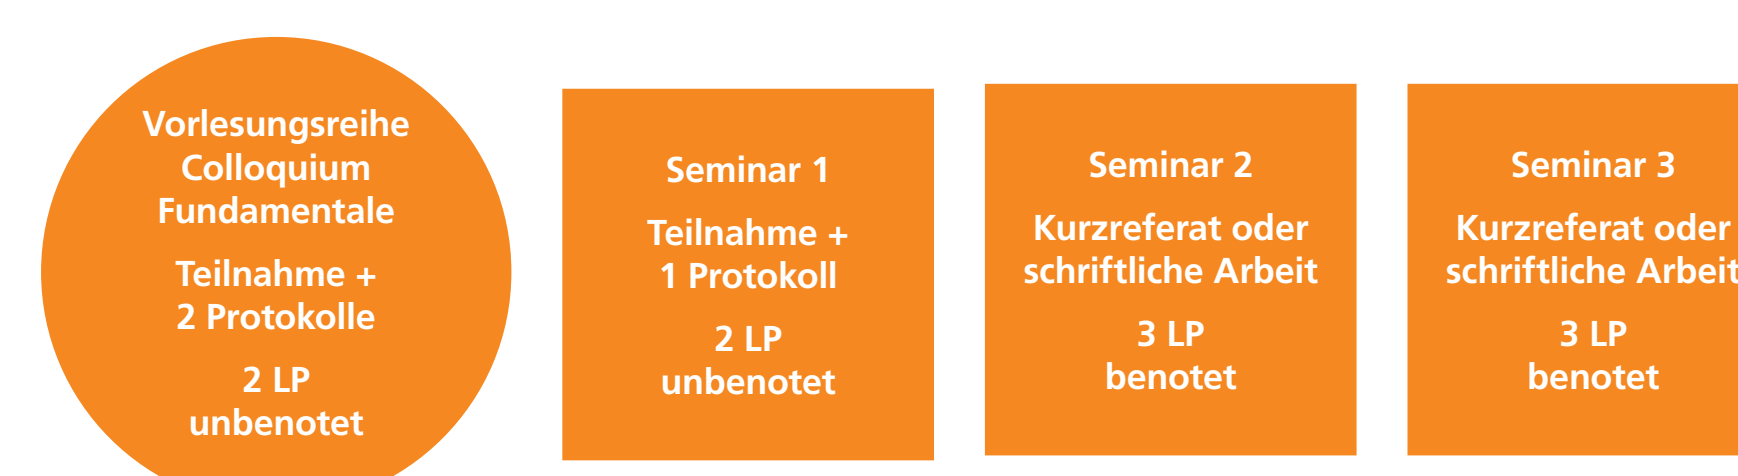 Vorlesungsreihe
Colloquium
Fundamentale
Teilnahme +
2 Protokolle
2 LP
unbenotet
Seminar 1
Teilnahme +
1 Protokoll
2 LP
unbenotet
Seminar 2
Kurzreferat oder
schriftliche Arbeit
3 LP
benotet
Seminar 3
Kurzreferat oder
schriftliche Arbeit
3 LP
benotet